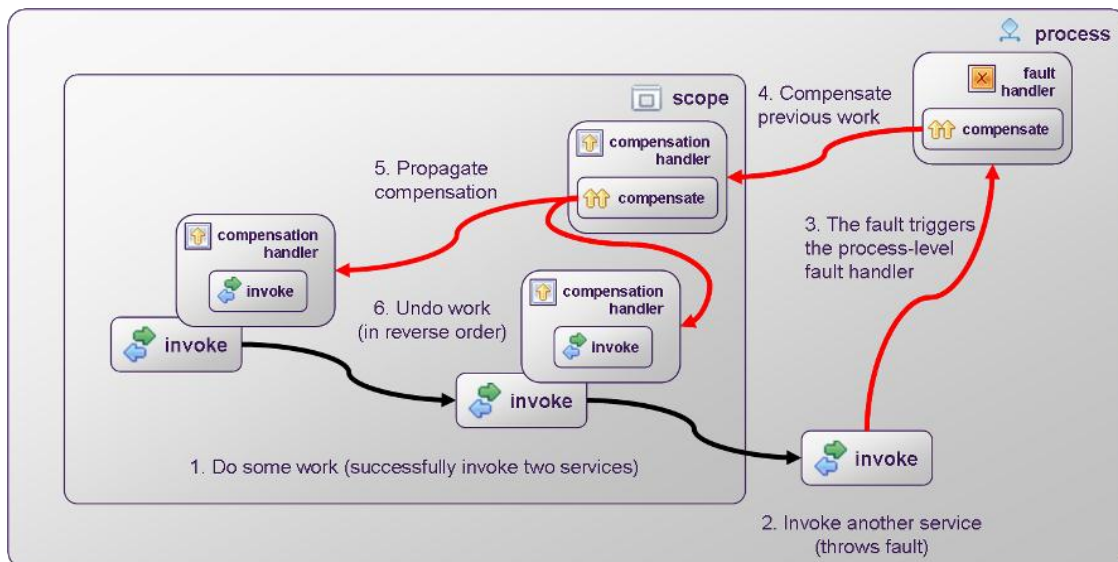 process
fault
handler
compensate
4. Compensate
previous work
scope
compensation
handler
compensate
5. Propagate
compensation
3. The fault triggers
the process-level
fault handler
compensation
handler
invoke
invoke
6. Undo work
(in reverse order)
compensation
handler
invoke
invoke
1. Do some work (successfully invoke two services)
invoke
2. Invoke another service
(throws fault)